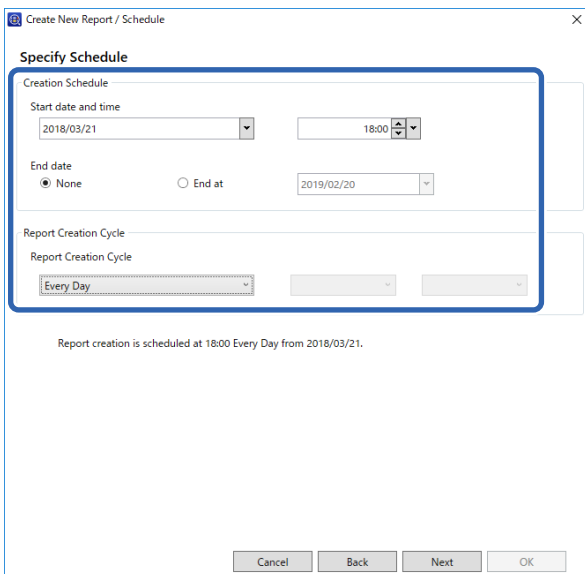 Create New Report / Schedule
Specify Schedule
Creation Schedule
Start date and time
2018/03/21 18:00
End date
None End at 2019/02/20
Report Creation Cycle
Report Creation Cycle
Every Day
Report creation is scheduled at 18:00 Every Day from 2018/03/21.
Cancel Back Next OK